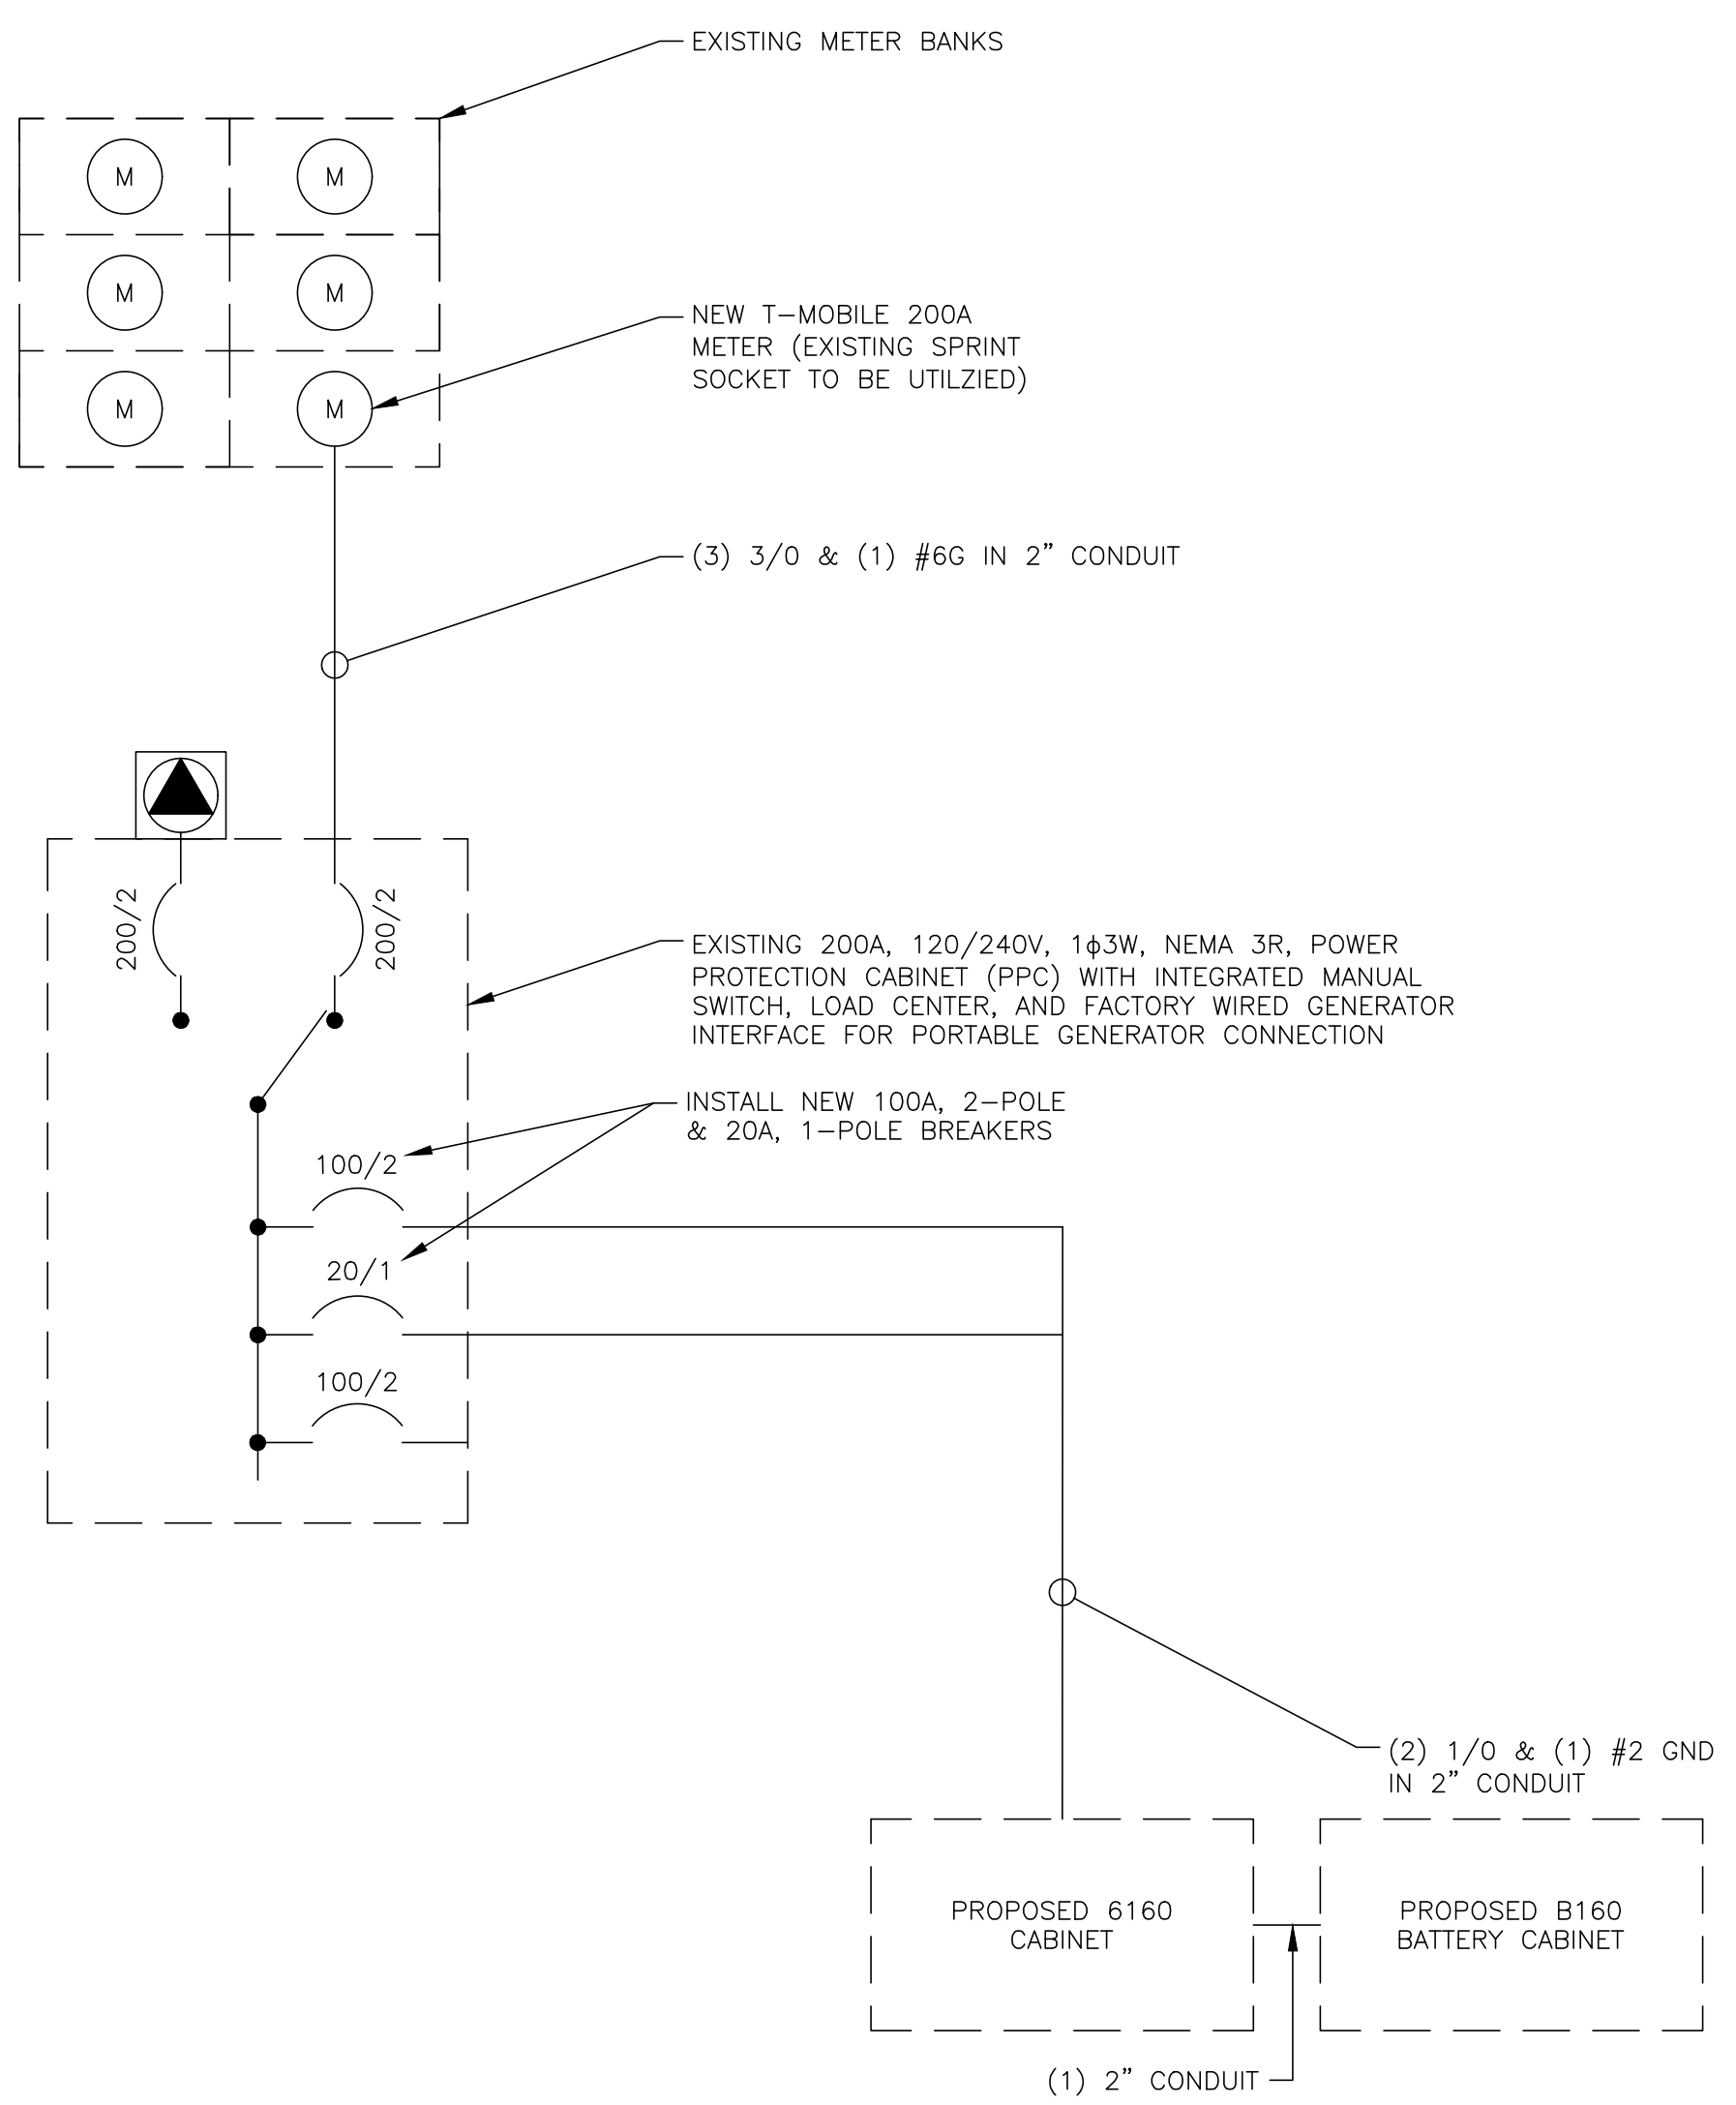 EXISTING METER BANKS
M
M
M
M
NEW T-MOBILE 200A
METER (EXISTING SPRINT
SOCKET TO BE UTILZIED)
M
M
(3) 3/0 & (1) #6G IN 2" CONDUIT
200/2
200/2
EXISTING 200A, 120/240V, 1ϕ3W, NEMA 3R, POWER
PROTECTION CABINET (PPC) WITH INTEGRATED MANUAL
SWITCH, LOAD CENTER, AND FACTORY WIRED GENERATOR
INTERFACE FOR PORTABLE GENERATOR CONNECTION
INSTALL NEW 100A, 2-POLE
& 20A, 1-POLE BREAKERS
100/2
20/1
100/2
(2) 1/0 & (1) #2 GND
IN 2" CONDUIT
PROPOSED 6160
CABINET
PROPOSED B160
BATTERY CABINET
(1) 2" CONDUIT